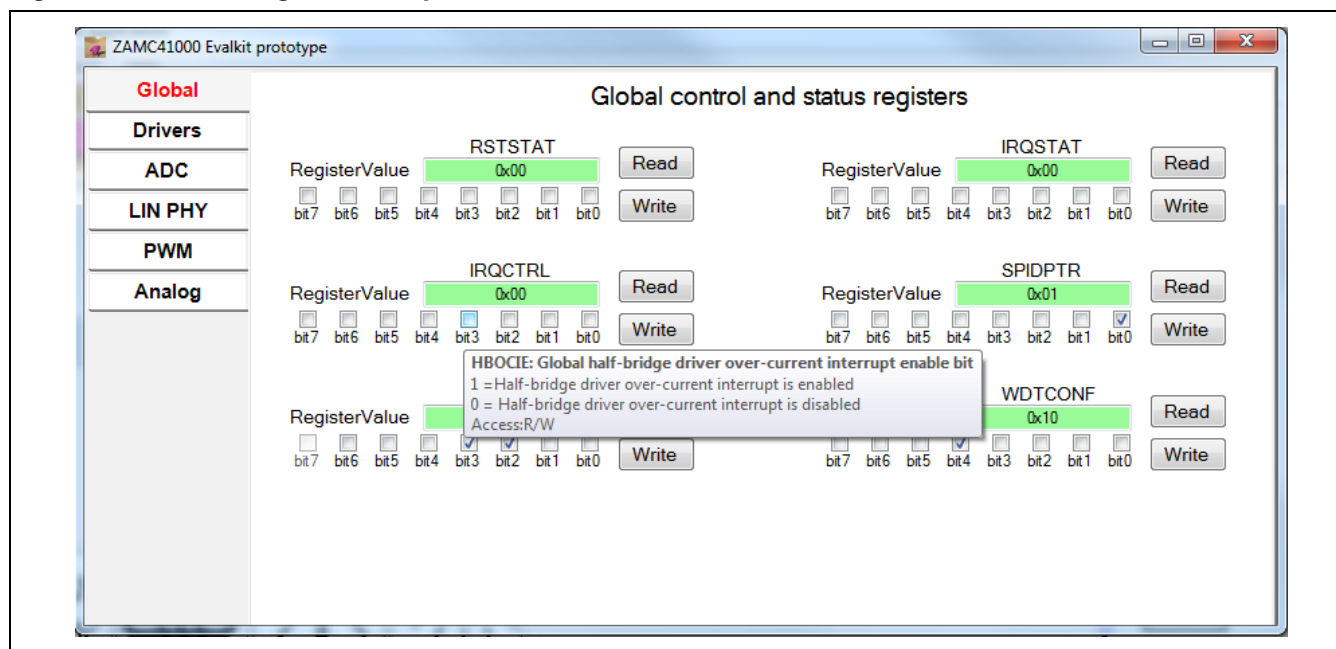 ZAMC41000 Evalkit prototype
Global
Drivers
ADC
LIN PHY
PWM
Analog
Global control and status registers
RSTSTAT
RegisterValue 0x00 Read
bit7 bit6 bit5 bit4 bit3 bit2 bit1 bit0 Write
IRQSTAT
RegisterValue 0x00 Read
bit7 bit6 bit5 bit4 bit3 bit2 bit1 bit0 Write
IRQCTRL
RegisterValue 0x00 Read
bit7 bit6 bit5 bit4 bit3 bit2 bit1 bit0 Write
SPIDPTR
RegisterValue 0x01 Read
bit7 bit6 bit5 bit4 bit3 bit2 bit1 bit0 Write
HBOCIE: Global half-bridge driver over-current interrupt enable bit
1 =Half-bridge driver over-current interrupt is enabled
0 = Half-bridge driver over-current interrupt is disabled
Access:R/W
RegisterValue
bit7 bit6 bit5 bit4 bit3 bit2 bit1 bit0 Write
WDTCONF
0x10 Read
bit7 bit6 bit5 bit4 bit3 bit2 bit1 bit0 Write